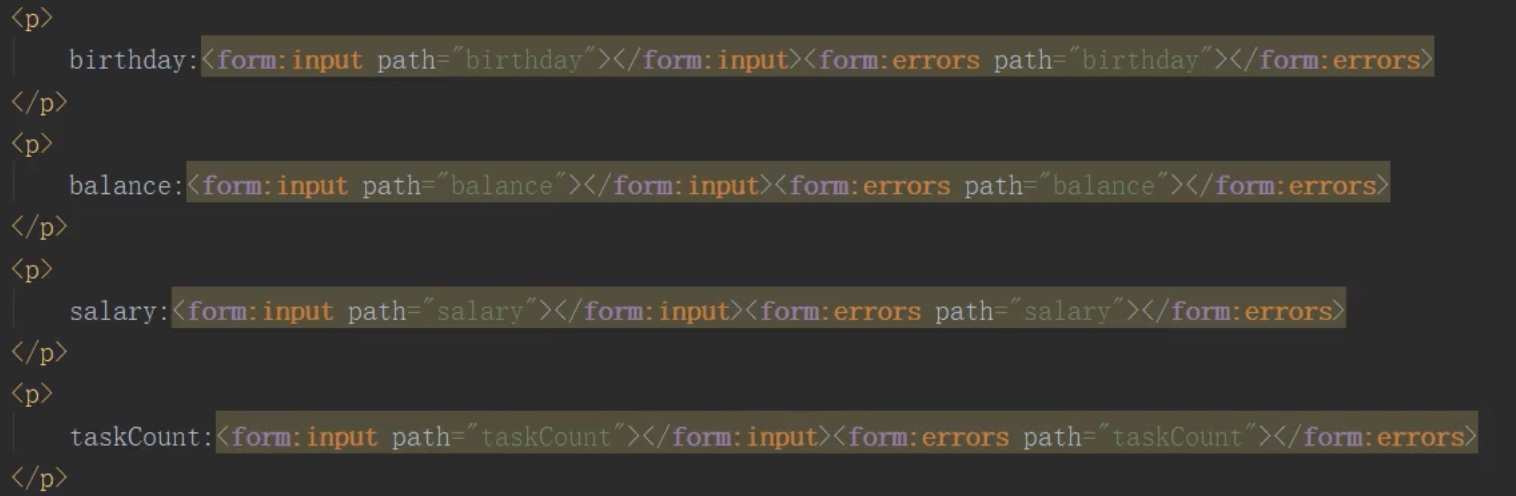 <p>
birthday:<form:input path="birthday"></form:input><form:errors path="birthday"></form:errors>
</p>
<p>
balance:<form:input path="balance"></form:input><form:errors path="balance"></form:errors>
</p>
<p>
salary:<form:input path="salary"></form:input><form:errors path="salary"></form:errors>
</p>
<p>
taskCount:<form:input path="taskCount"></form:input><form:errors path="taskCount"></form:errors>
</p>